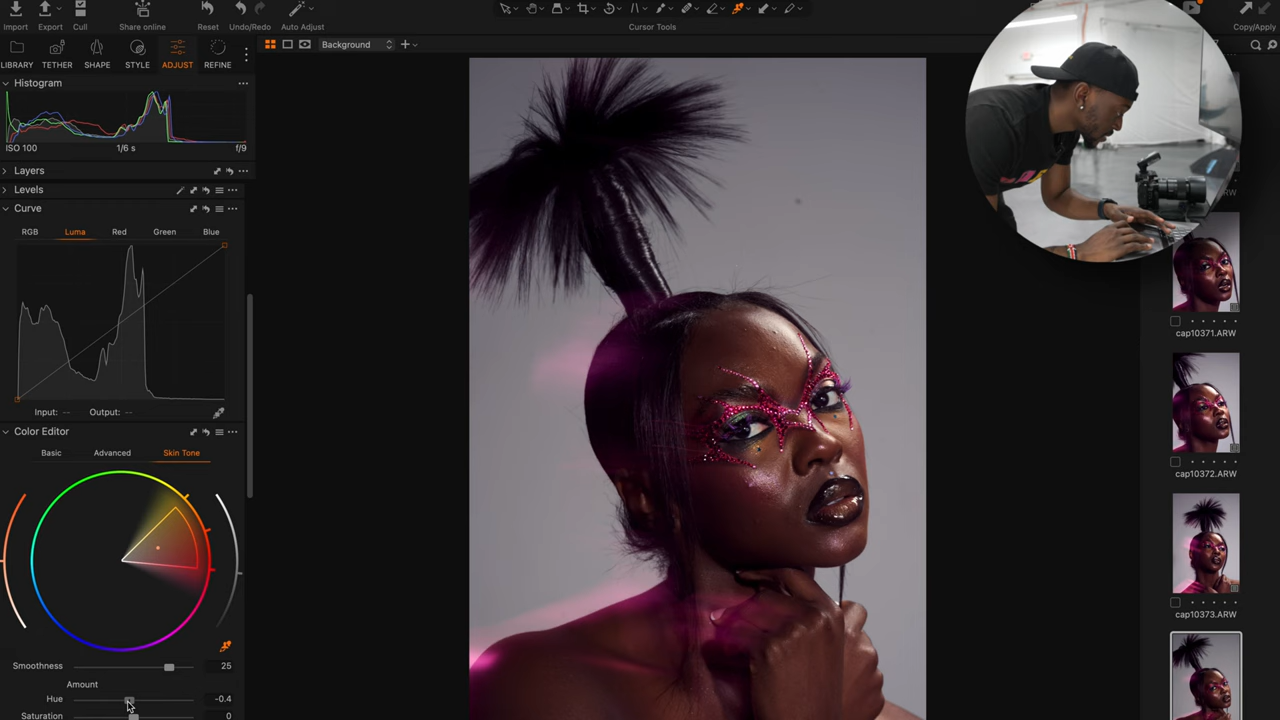 Import Export Cull Share online Reset Undo/Redo Auto Adjust Cursor Tools Copy/Apply
Background
LIBRARY TETHER SHAPE STYLE ADJUST REFINE
Histogram
ISO 100 1/6 s f/9
Layers
Levels
Curve
RGB Luma Red Green Blue
Input: -- Output: --
Color Editor
Basic Advanced Skin Tone
Smoothness 25
Amount
Hue -0.4
Saturation 0
cap10371.ARW
cap10372.ARW
cap10373.ARW